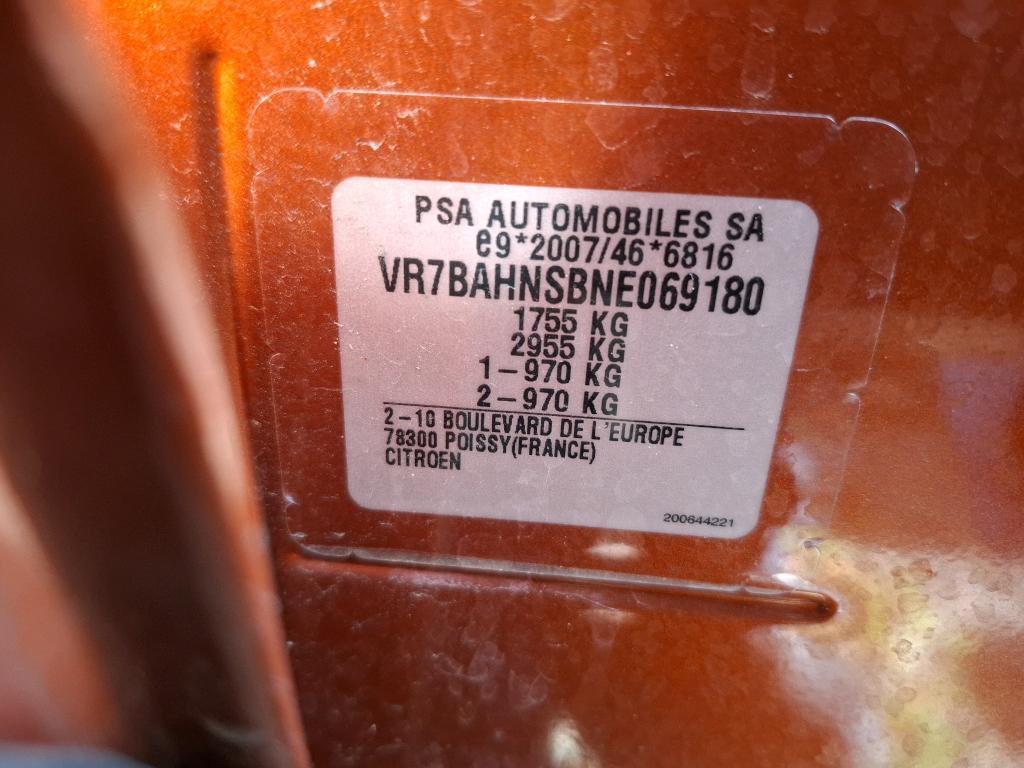 PSA AUTOMOBILES SA
e9*2007/46*6816
VR7BAHNSBNE069180
1755 KG
2955 KG
1-970 KG
2-970 KG
2-10 BOULEVARD DE L'EUROPE
78300 POISSY(FRANCE)
CITROEN
200644221